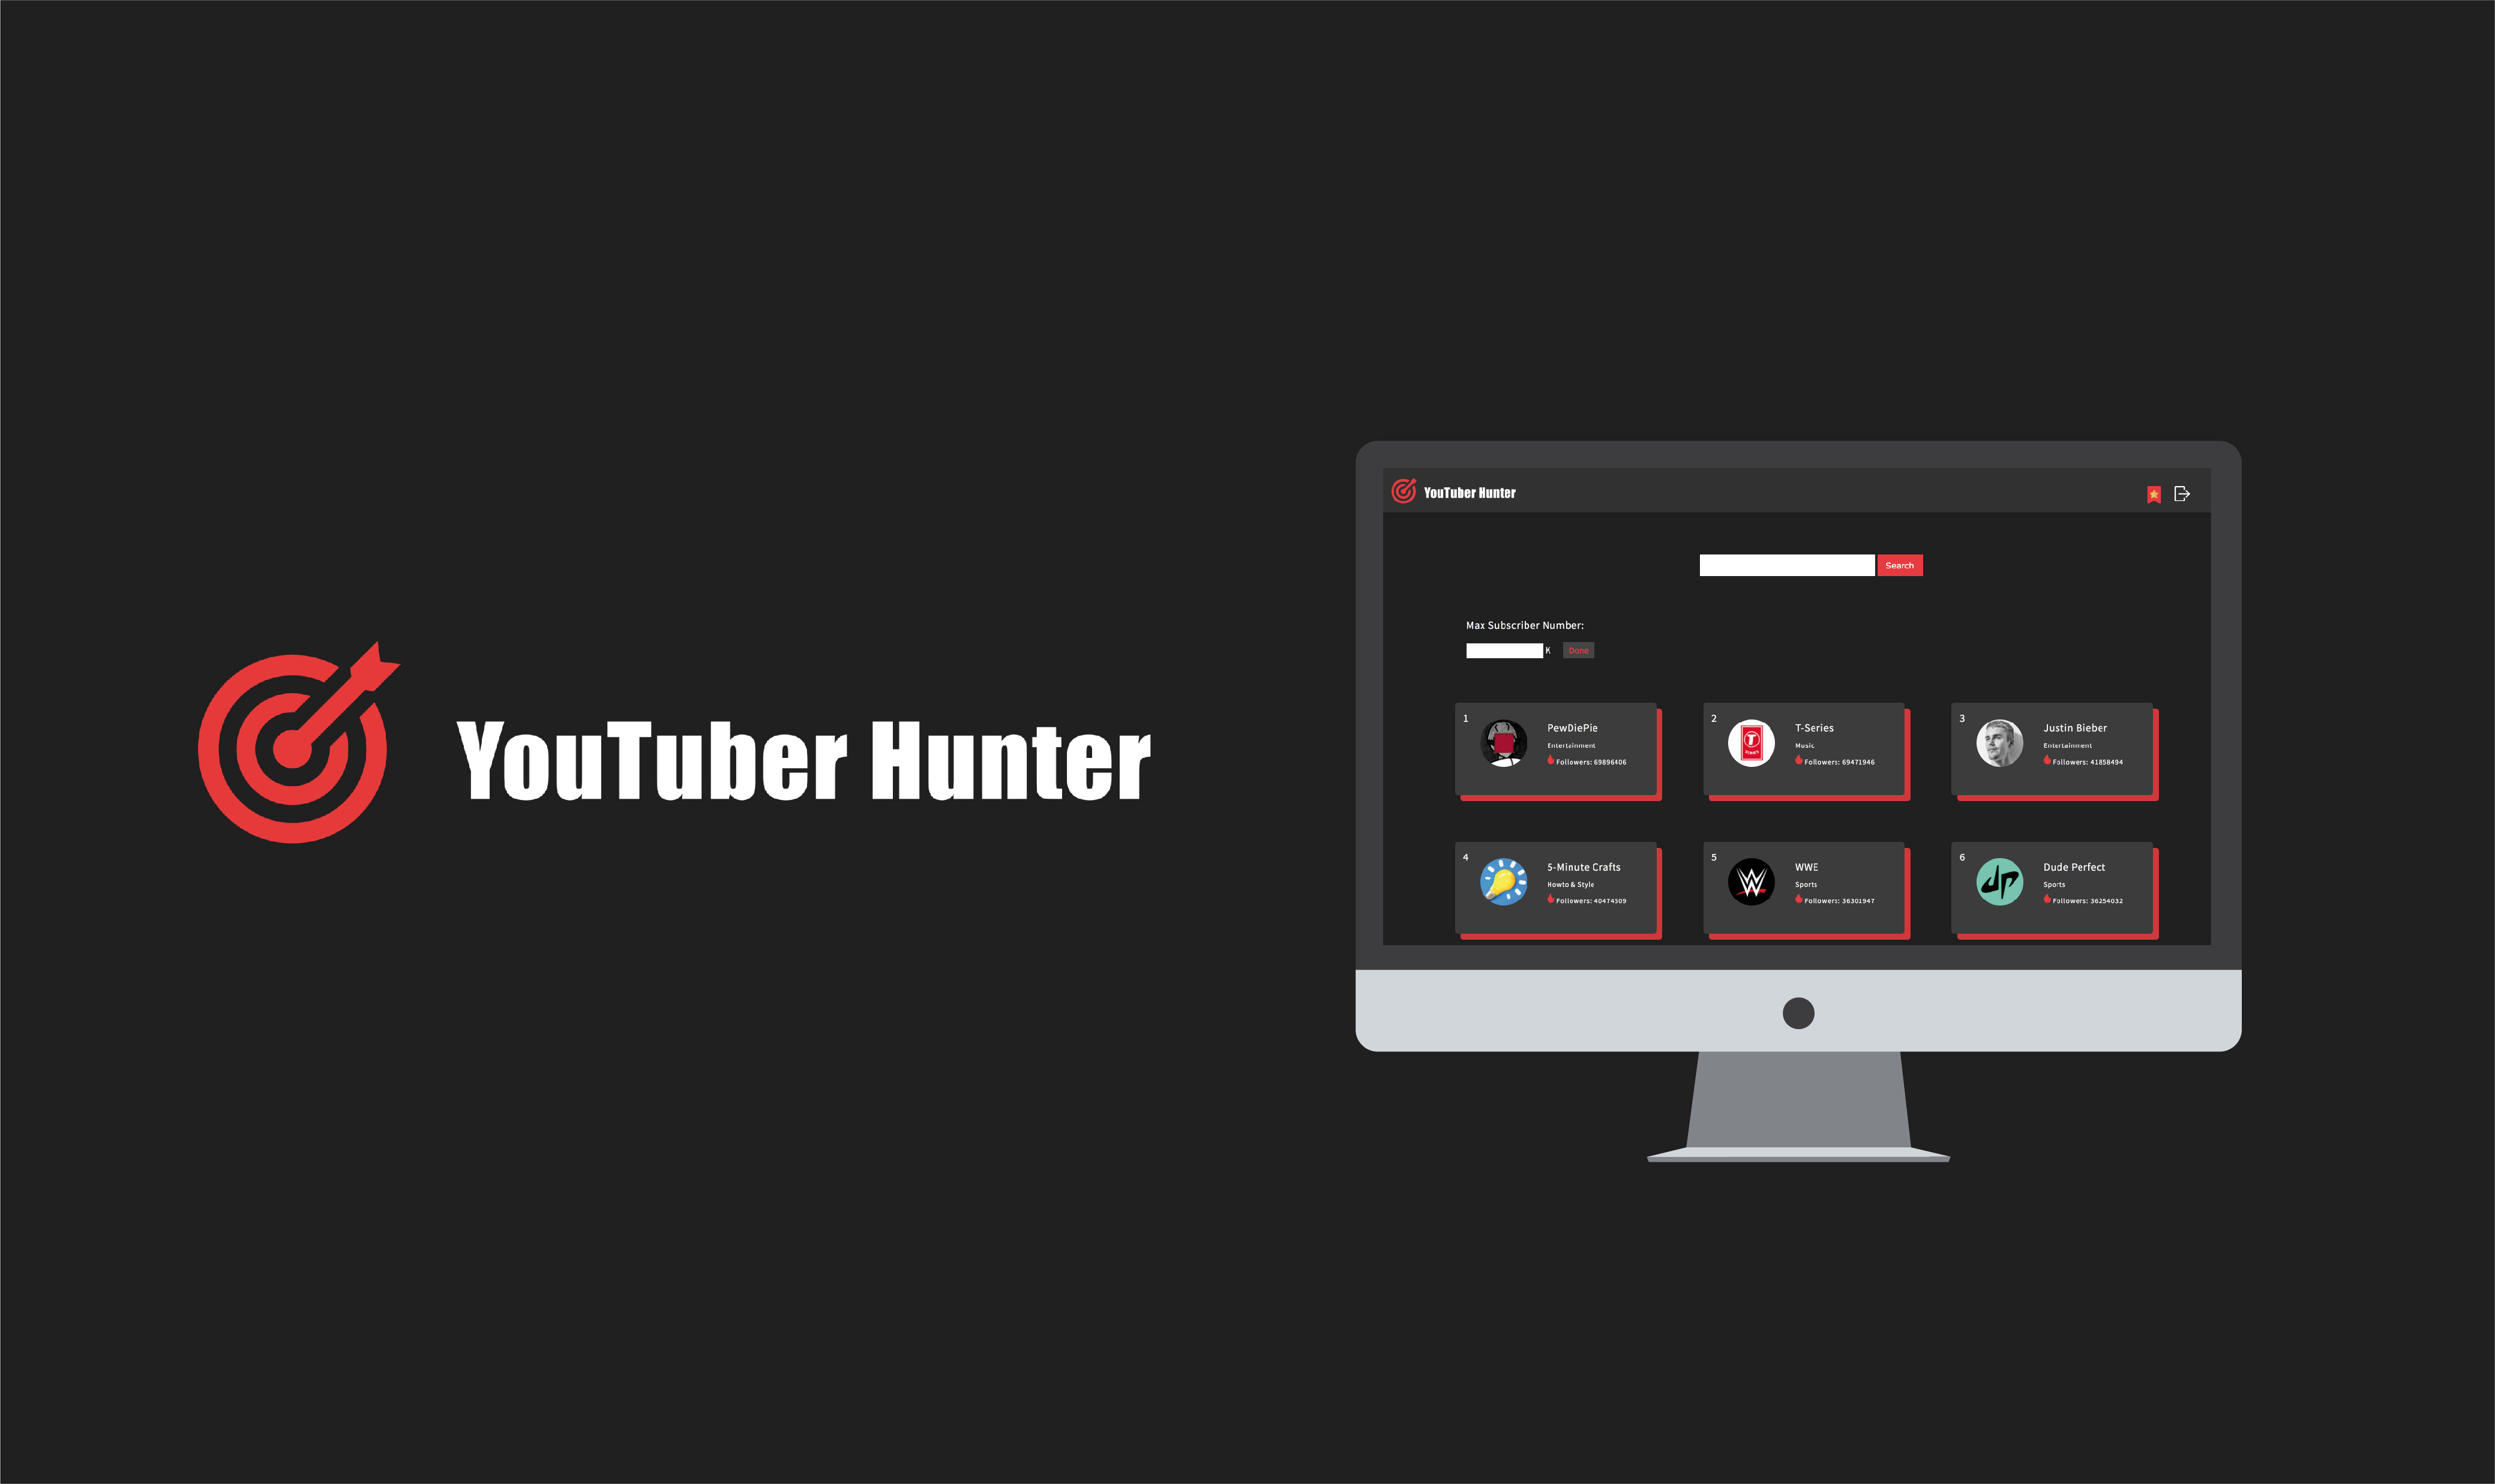 YouTuber Hunter
YouTuber Hunter
Search
Max Subscriber Number:
K
Done
1
PewDiePie
Entertainment
Followers: 69896406
2
T-Series
Music
Followers: 69471946
3
Justin Bieber
Entertainment
Followers: 41858494
4
5-Minute Crafts
Howto & Style
Followers: 40474309
5
WWE
Sports
Followers: 36301947
6
Dude Perfect
Sports
Followers: 36254032